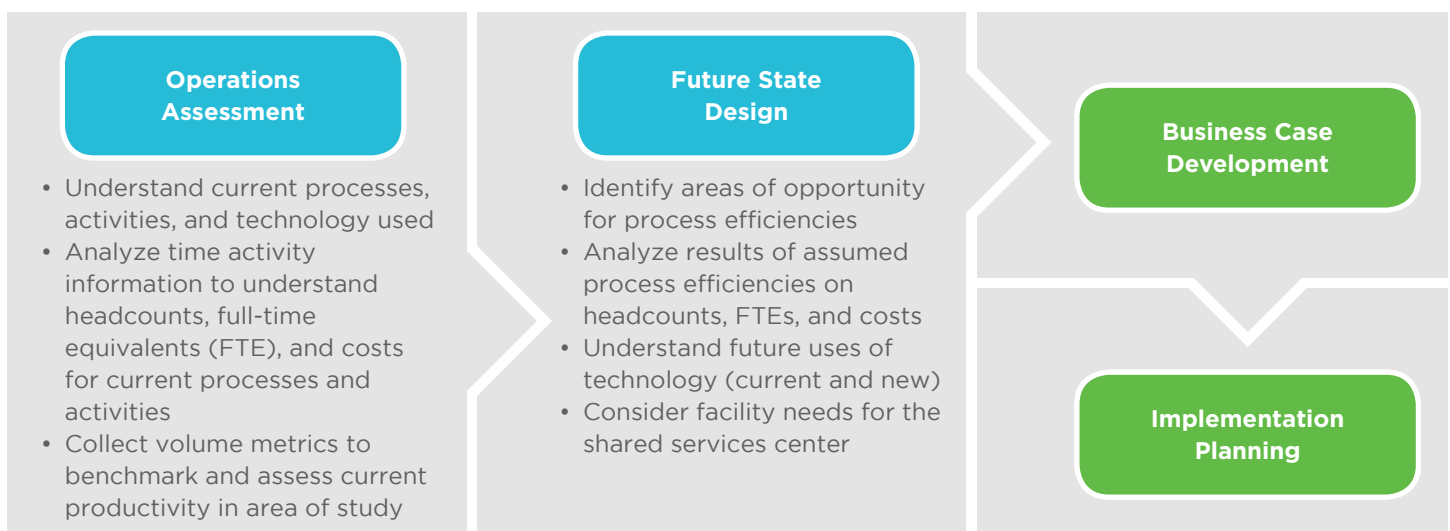 Operations
Assessment
• Understand current processes,
activities, and technology used
• Analyze time activity
information to understand
headcounts, full-time
equivalents (FTE), and costs
for current processes and
activities
• Collect volume metrics to
benchmark and assess current
productivity in area of study
Future State
Design
• Identify areas of opportunity
for process efficiencies
• Analyze results of assumed
process efficiencies on
headcounts, FTEs, and costs
• Understand future uses of
technology (current and new)
• Consider facility needs for the
shared services center
Business Case
Development
Implementation
Planning